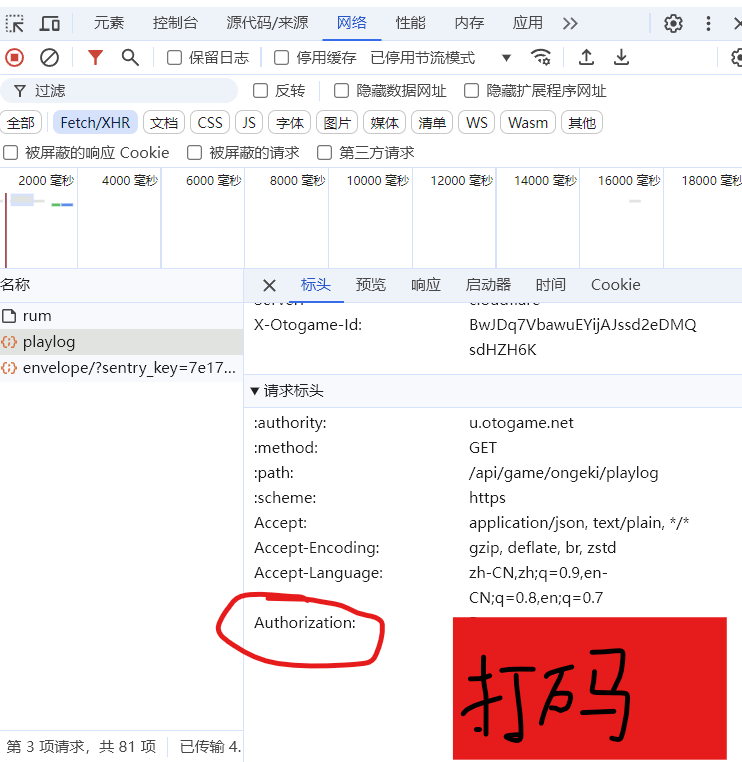 元素 控制台 源代码/来源 网络 性能 内存 应用
保留日志 停用缓存 已停用节流模式
过滤 反转 隐藏数据网址 隐藏扩展程序网址
全部 Fetch/XHR 文档 CSS JS 字体 图片 媒体 清单 WS Wasm 其他
被屏蔽的响应 Cookie 被屏蔽的请求 第三方请求
2000 毫秒 4000 毫秒 6000 毫秒 8000 毫秒 10000 毫秒 12000 毫秒 14000 毫秒 16000 毫秒 18000 毫秒
名称
rum
playlog
envelope/?sentry_key=7e17...
标头 预览 响应 启动器 时间 Cookie
Server: cloudflare
X-Otogame-Id: BwJDq7VbawuEYijAJssd2eDMQ
sdHZH6K
请求标头
:authority: u.otogame.net
:method: GET
:path: /api/game/ongeki/playlog
:scheme: https
Accept: application/json, text/plain, */*
Accept-Encoding: gzip, deflate, br, zstd
Accept-Language: zh-CN,zh;q=0.9,en-
CN;q=0.8,en;q=0.7
Authorization:
打码
第 3 项请求，共 81 项 已传输 4.